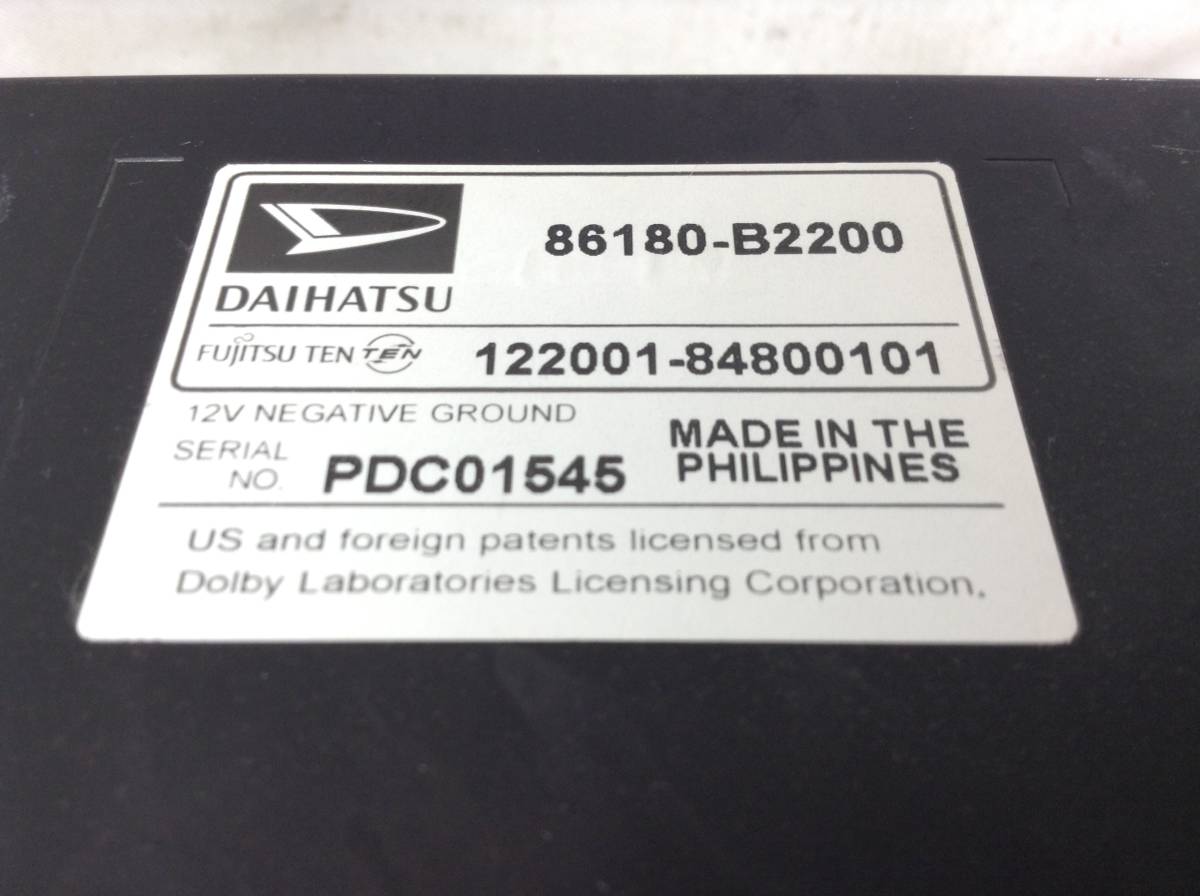 86180-B2200
DAIHATSU
FUJITSU TEN TEN 122001-84800101
12V NEGATIVE GROUND
SERIAL NO. PDC01545
MADE IN THE
PHILIPPINES
US and foreign patents licensed from
Dolby Laboratories Licensing Corporation.